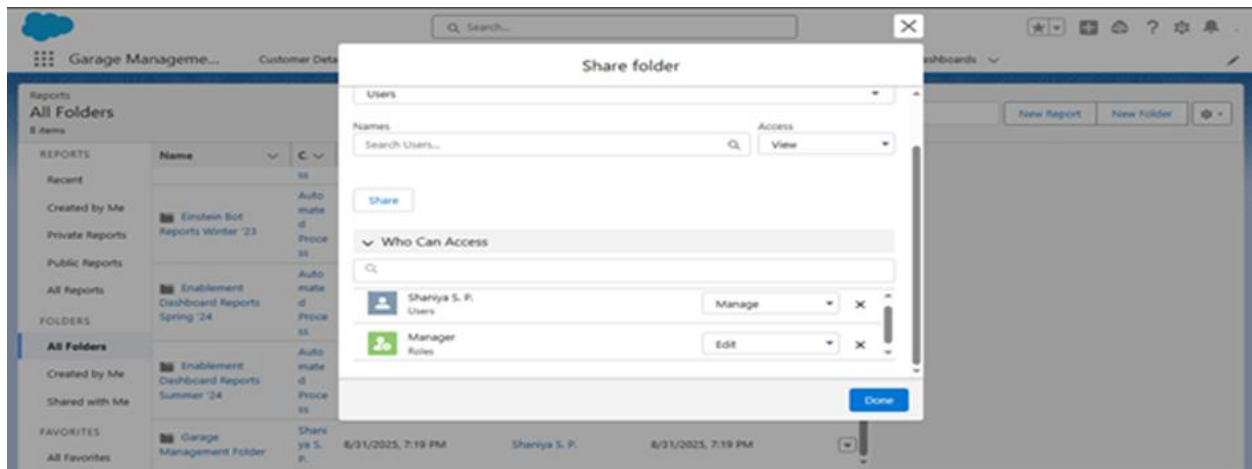 Search...
Garage Manageme...
Customer Deta
ashboards
Share folder
Reports
All Folders
8 items
New Report
New Folder
REPORTS
Recent
Created by Me
Private Reports
Public Reports
All Reports
FOLDERS
All Folders
Created by Me
Shared with Me
FAVORITES
All Favorites
Name
C
ss
Einstein Bot
Reports Winter '23
Auto
mate
d
Proce
ss
Enablement
Dashboard Reports
Spring '24
Auto
mate
d
Proce
ss
Enablement
Dashboard Reports
Summer '24
Auto
mate
d
Proce
ss
Garage
Management Folder
Shani
ya S.
P.
8/31/2025, 7:19 PM
Shaniya S. P.
8/31/2025, 7:19 PM
Users
Names
Access
Search Users...
View
Share
Who Can Access
Shaniya S. P.
Users
Manage
Manager
Roles
Edit
Done